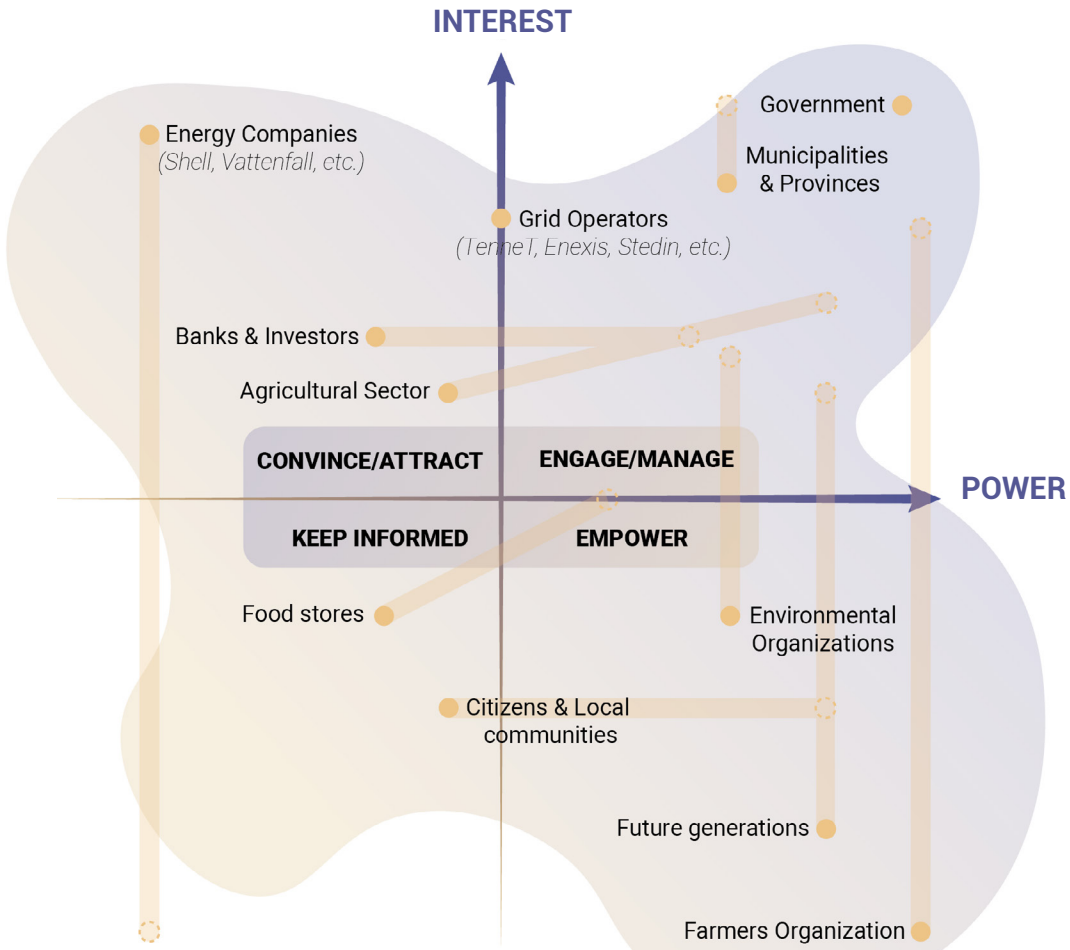 INTEREST
Government
Energy Companies
(Shell, Vattenfall, etc.)
Municipalities
& Provinces
Grid Operators
(TenneT, Enexis, Stedin, etc.)
Banks & Investors
Agricultural Sector
CONVINCE/ATTRACT
ENGAGE/MANAGE
POWER
KEEP INFORMED
EMPOWER
Food stores
Environmental
Organizations
Citizens & Local
communities
Future generations
Farmers Organization